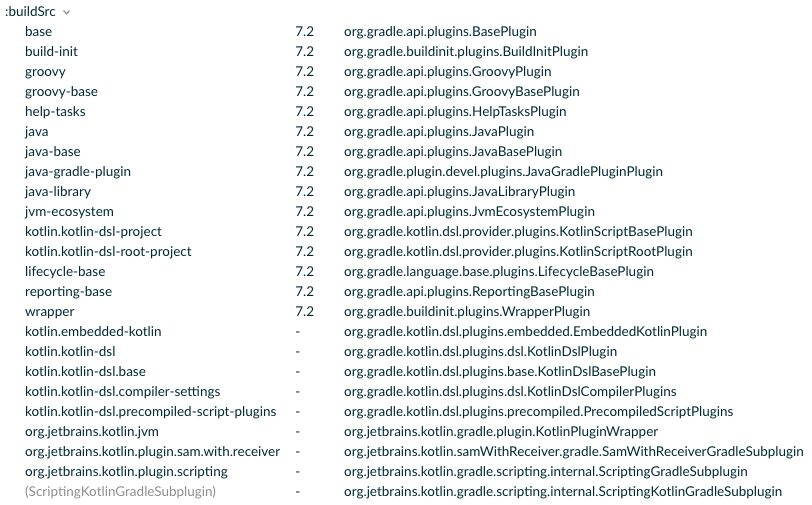 :buildSrc
base 7.2 org.gradle.api.plugins.BasePlugin
build-init 7.2 org.gradle.buildinit.plugins.BuildInitPlugin
groovy 7.2 org.gradle.api.plugins.GroovyPlugin
groovy-base 7.2 org.gradle.api.plugins.GroovyBasePlugin
help-tasks 7.2 org.gradle.api.plugins.HelpTasksPlugin
java 7.2 org.gradle.api.plugins.JavaPlugin
java-base 7.2 org.gradle.api.plugins.JavaBasePlugin
java-gradle-plugin 7.2 org.gradle.plugin.devel.plugins.JavaGradlePluginPlugin
java-library 7.2 org.gradle.api.plugins.JavaLibraryPlugin
jvm-ecosystem 7.2 org.gradle.api.plugins.JvmEcosystemPlugin
kotlin.kotlin-dsl-project 7.2 org.gradle.kotlin.dsl.provider.plugins.KotlinScriptBasePlugin
kotlin.kotlin-dsl-root-project 7.2 org.gradle.kotlin.dsl.provider.plugins.KotlinScriptRootPlugin
lifecycle-base 7.2 org.gradle.language.base.plugins.LifecycleBasePlugin
reporting-base 7.2 org.gradle.api.plugins.ReportingBasePlugin
wrapper 7.2 org.gradle.buildinit.plugins.WrapperPlugin
kotlin.embedded-kotlin - org.gradle.kotlin.dsl.plugins.embedded.EmbeddedKotlinPlugin
kotlin.kotlin-dsl - org.gradle.kotlin.dsl.plugins.dsl.KotlinDslPlugin
kotlin.kotlin-dsl.base - org.gradle.kotlin.dsl.plugins.base.KotlinDslBasePlugin
kotlin.kotlin-dsl.compiler-settings - org.gradle.kotlin.dsl.plugins.dsl.KotlinDslCompilerPlugins
kotlin.kotlin-dsl.precompiled-script-plugins - org.gradle.kotlin.dsl.plugins.precompiled.PrecompiledScriptPlugins
org.jetbrains.kotlin.jvm - org.jetbrains.kotlin.gradle.plugin.KotlinPluginWrapper
org.jetbrains.kotlin.plugin.sam.with.receiver - org.jetbrains.kotlin.samWithReceiver.gradle.SamWithReceiverGradleSubplugin
org.jetbrains.kotlin.plugin.scripting - org.jetbrains.kotlin.gradle.scripting.internal.ScriptingGradleSubplugin
(ScriptingKotlinGradleSubplugin) - org.jetbrains.kotlin.gradle.scripting.internal.ScriptingKotlinGradleSubplugin